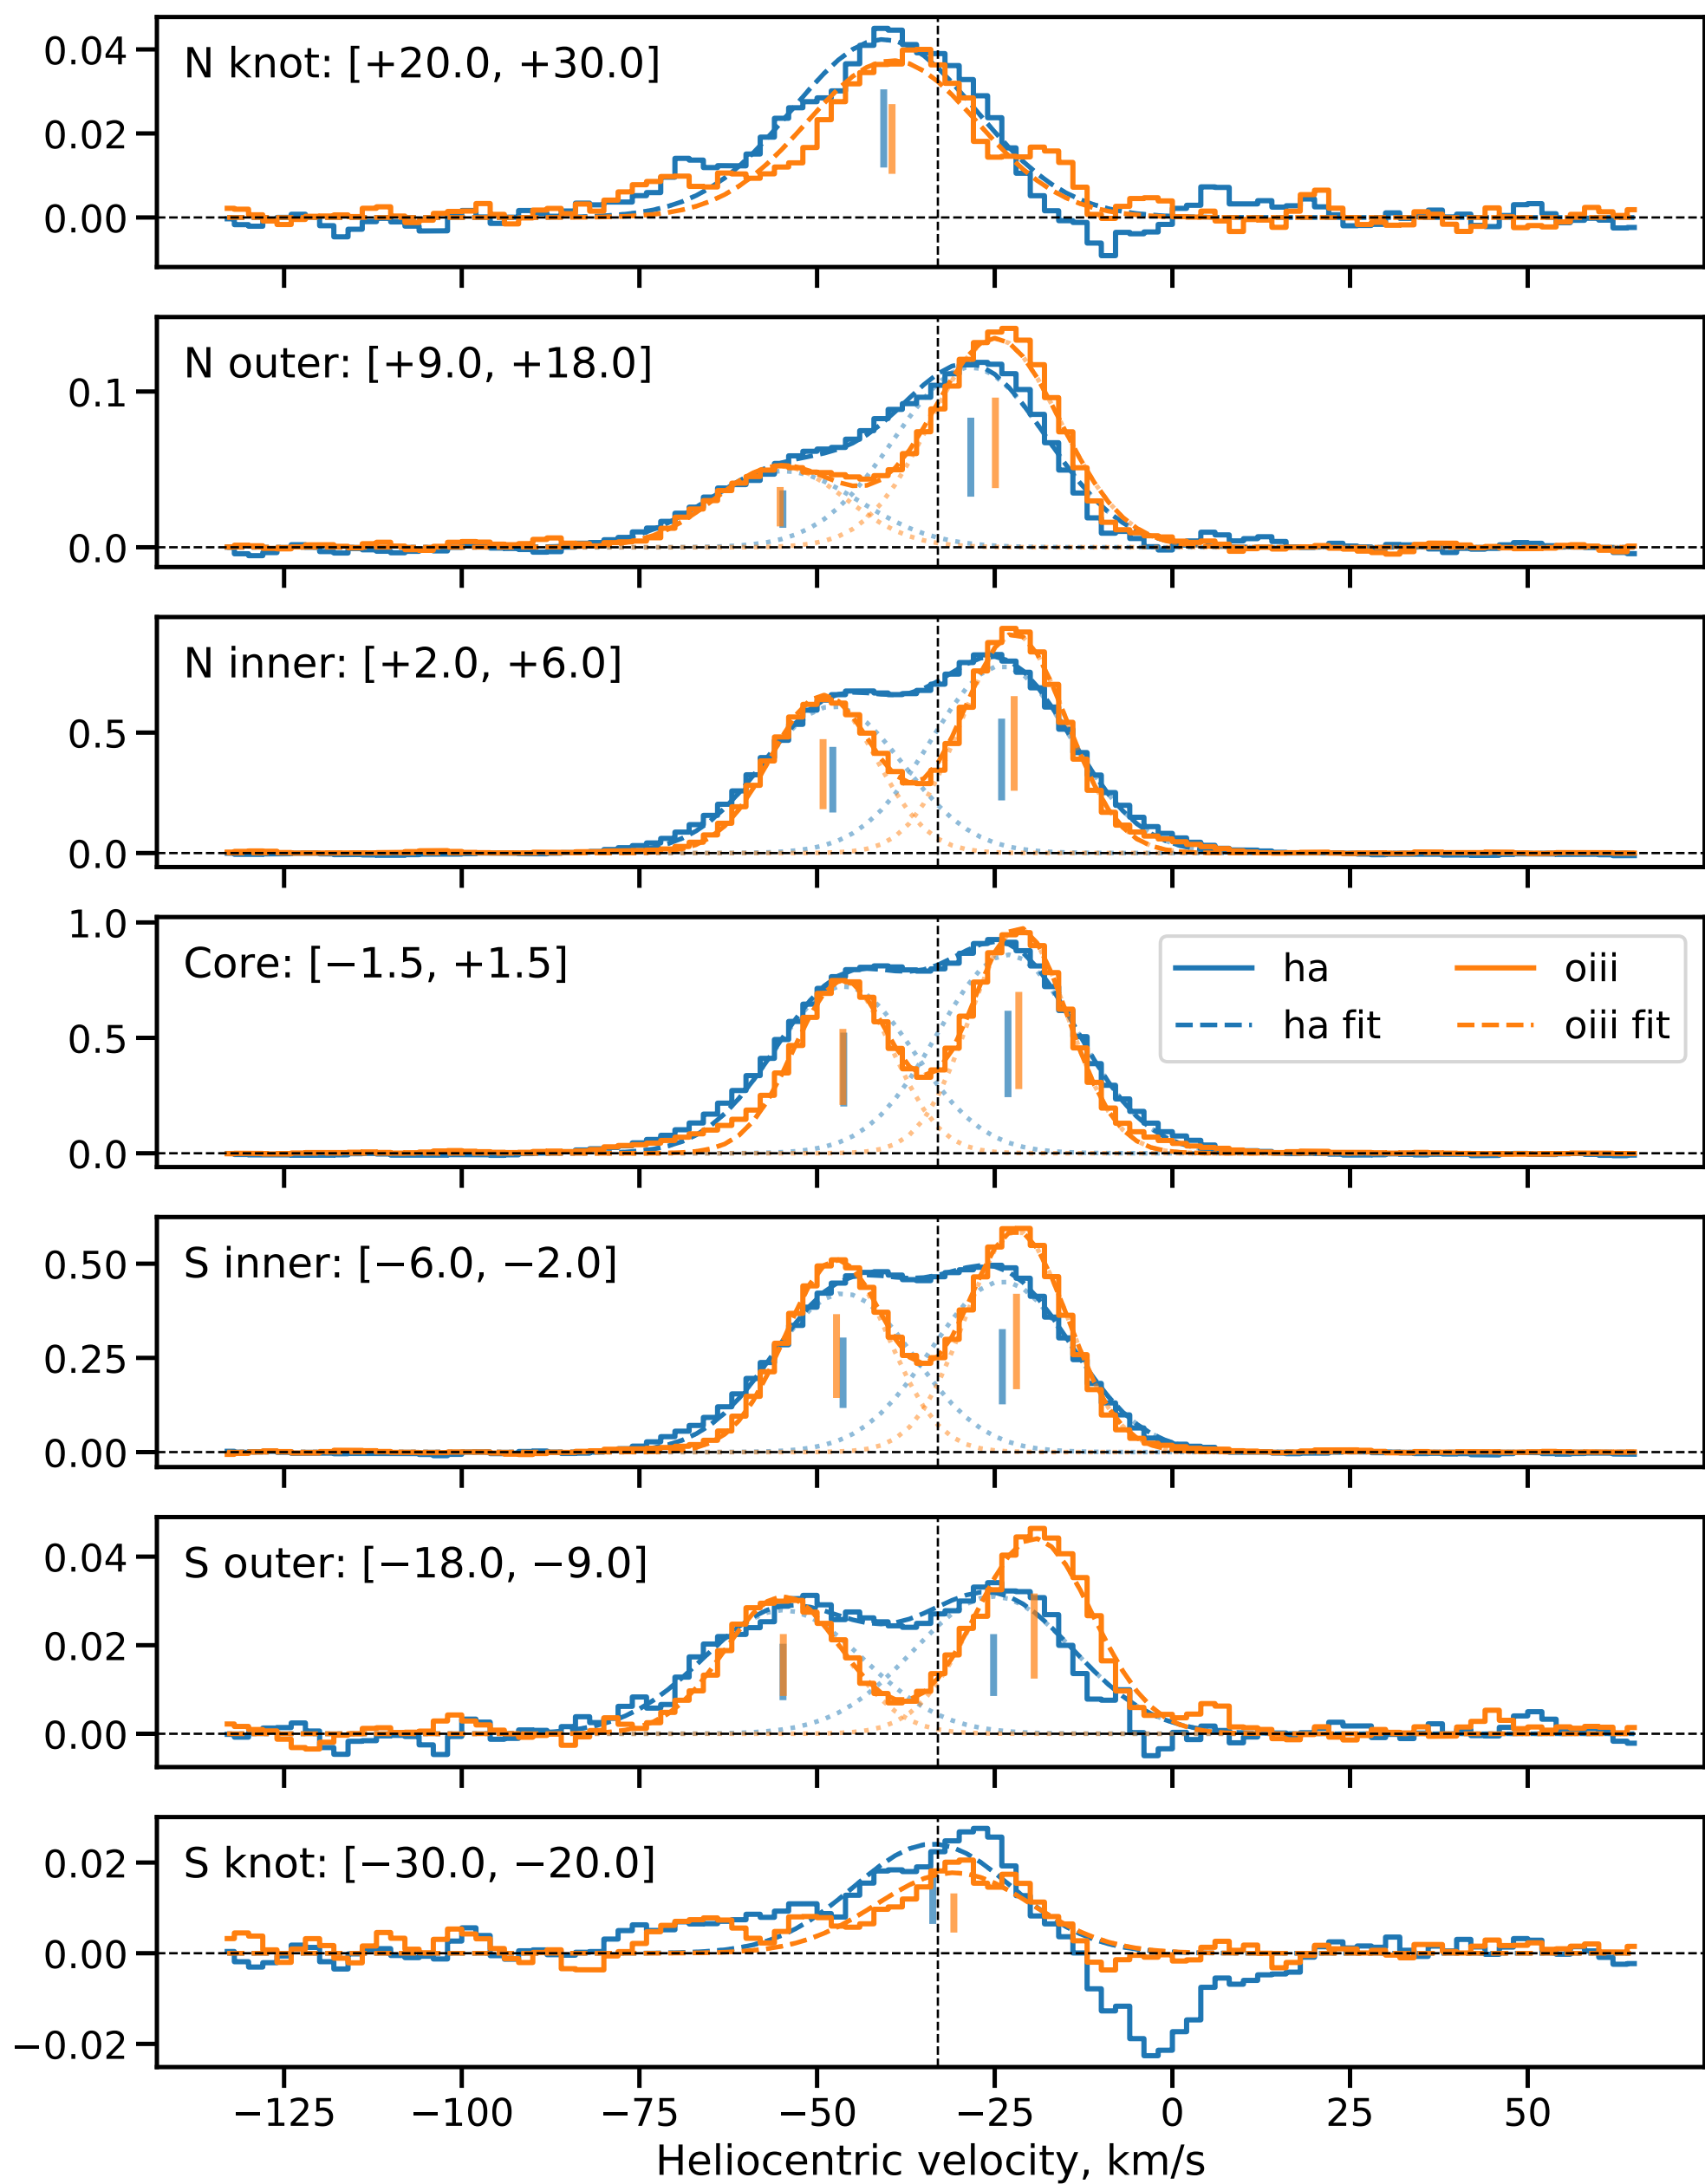 N knot: [+20.0, +30.0]
0.04
0.02
0.00
N outer: [+9.0, +18.0]
0.1
0.0
N inner: [+2.0, +6.0]
0.5
0.0
Core: [−1.5, +1.5]
1.0
0.5
0.0
ha oiii
ha fit oiii fit
S inner: [−6.0, −2.0]
0.50
0.25
0.00
S outer: [−18.0, −9.0]
0.04
0.02
0.00
S knot: [−30.0, −20.0]
0.02
0.00
−0.02
−125 −100 −75 −50 −25 0 25 50
Heliocentric velocity, km/s